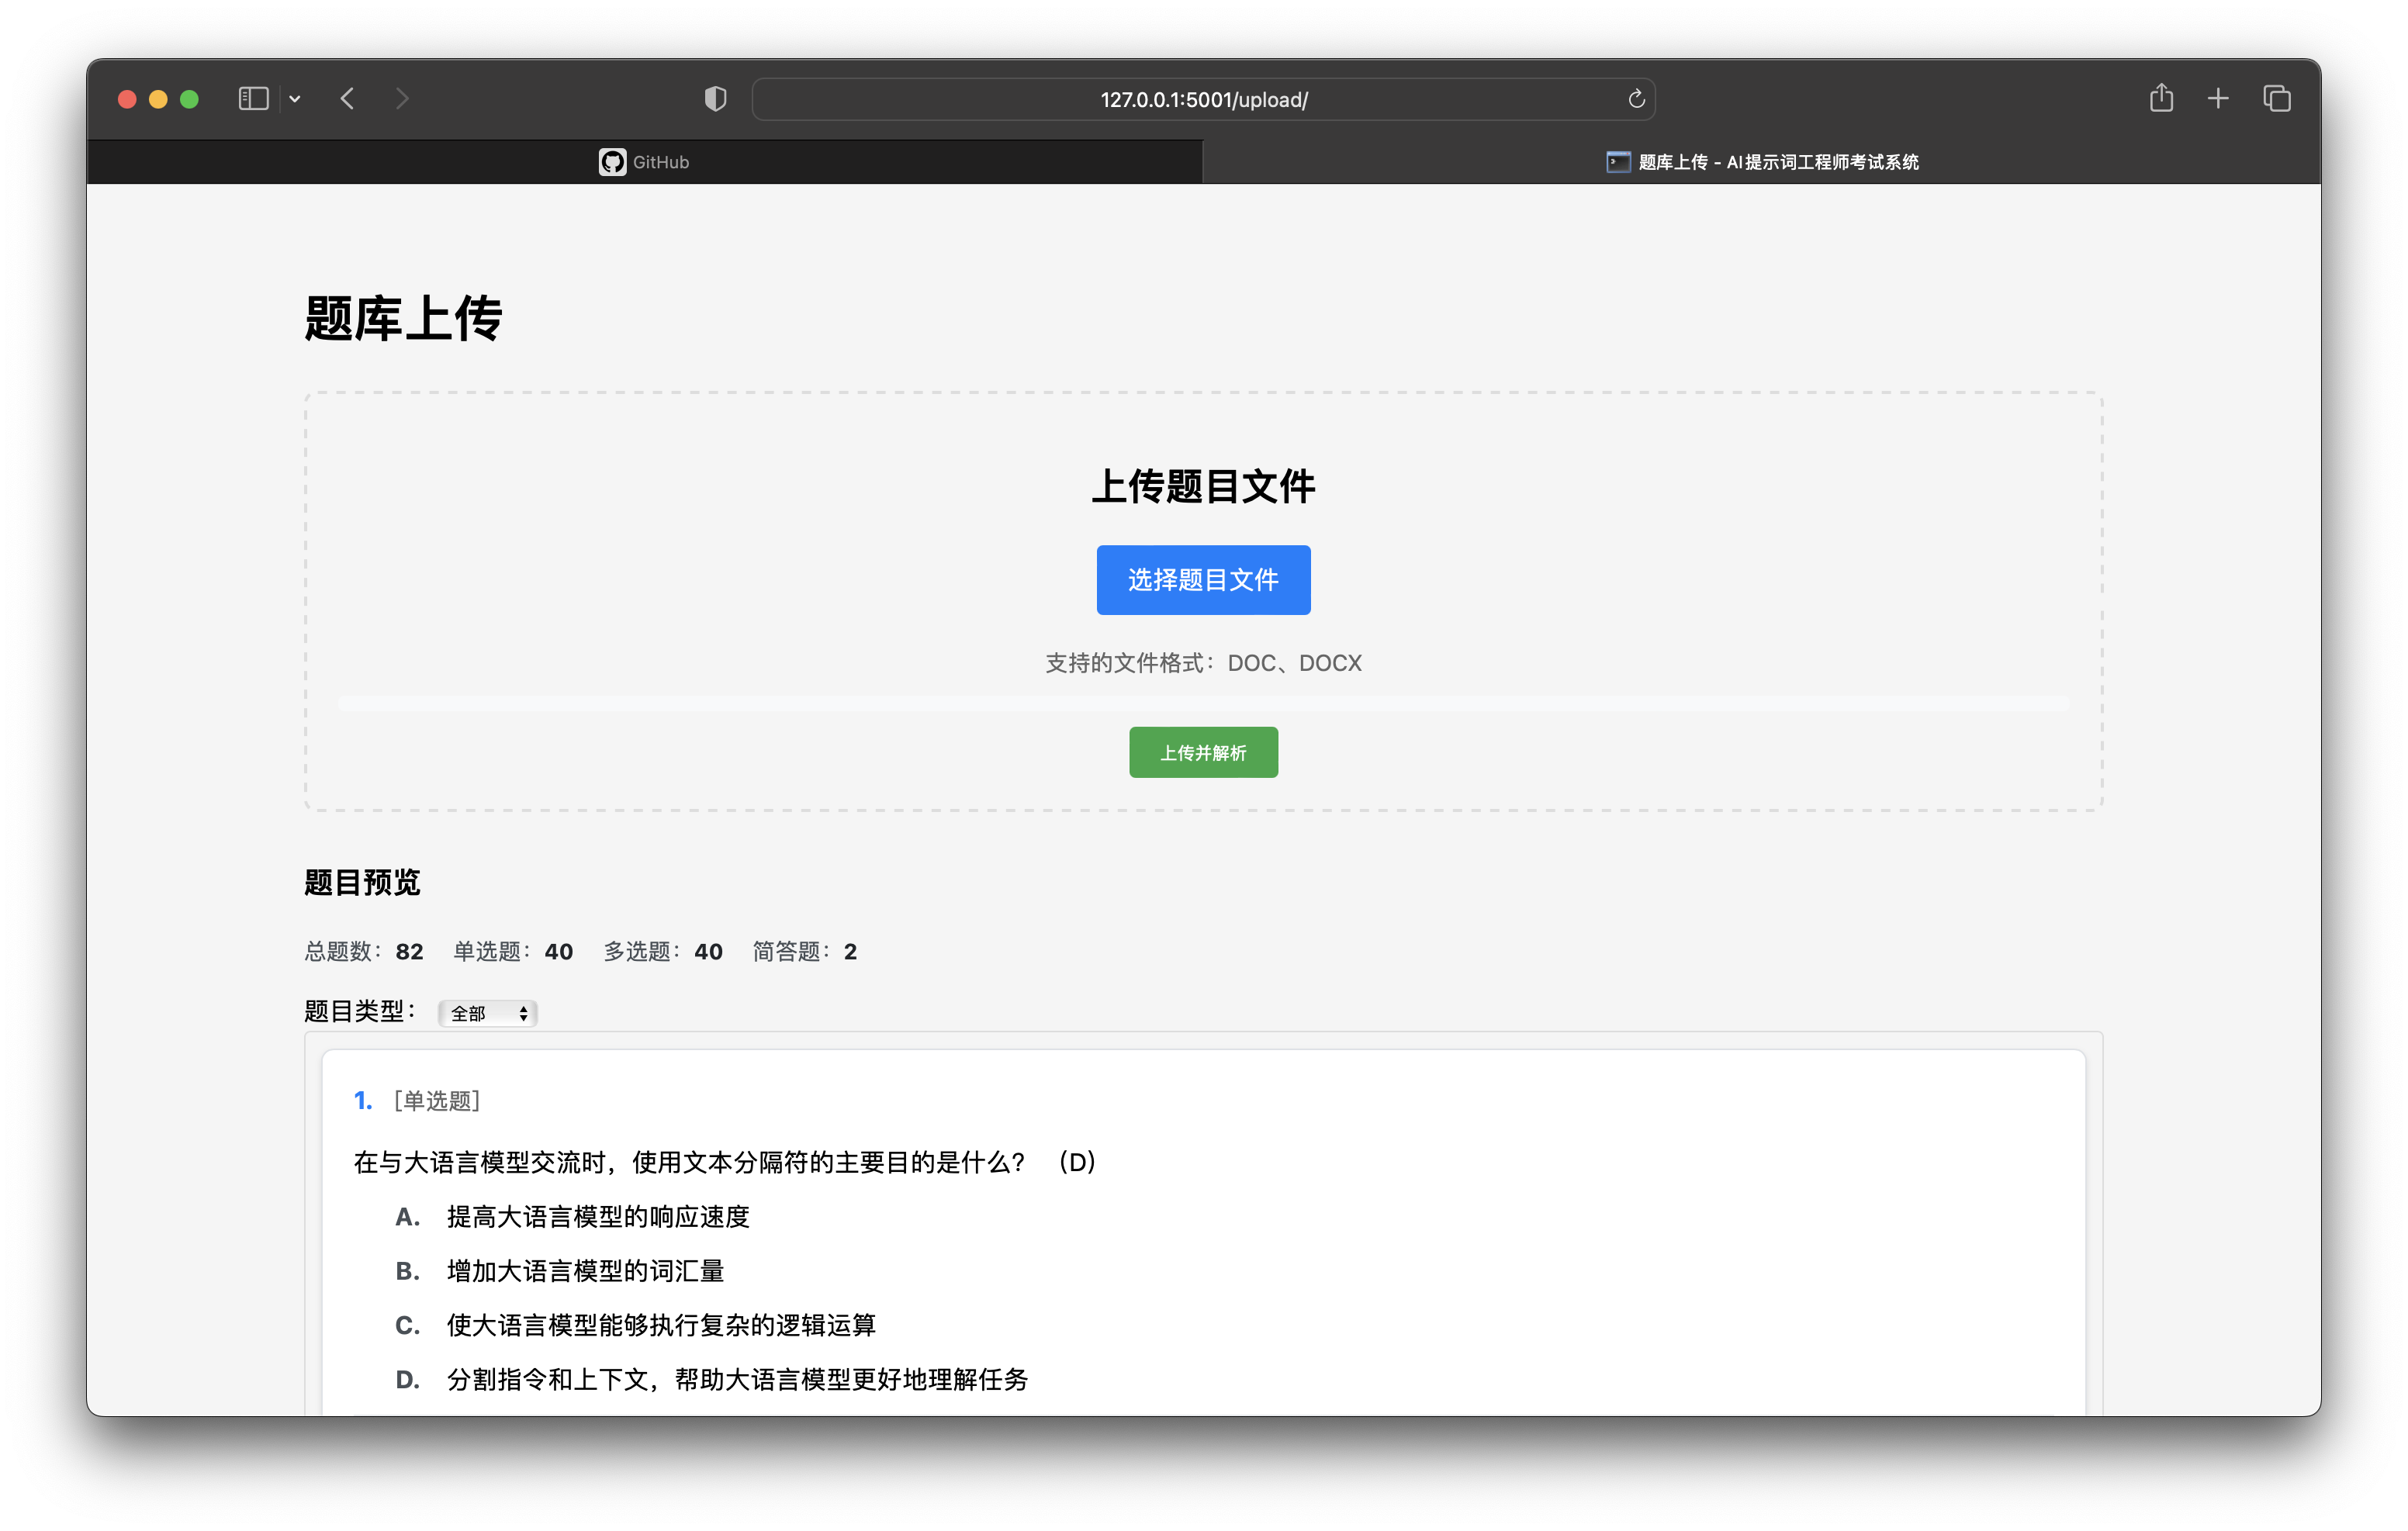 127.0.0.1:5001/upload/
GitHub
题库上传 - AI提示词工程师考试系统
题库上传
上传题目文件
选择题目文件
支持的文件格式：DOC、DOCX
上传并解析
题目预览
总题数：82 单选题：40 多选题：40 简答题：2
题目类型： 全部
1. [单选题]
在与大语言模型交流时，使用文本分隔符的主要目的是什么？ （D）
A. 提高大语言模型的响应速度
B. 增加大语言模型的词汇量
C. 使大语言模型能够执行复杂的逻辑运算
D. 分割指令和上下文，帮助大语言模型更好地理解任务